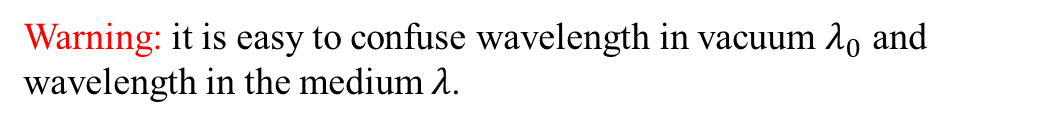 Warning: it is easy to confuse wavelength in vacuum λ₀ and
wavelength in the medium λ.